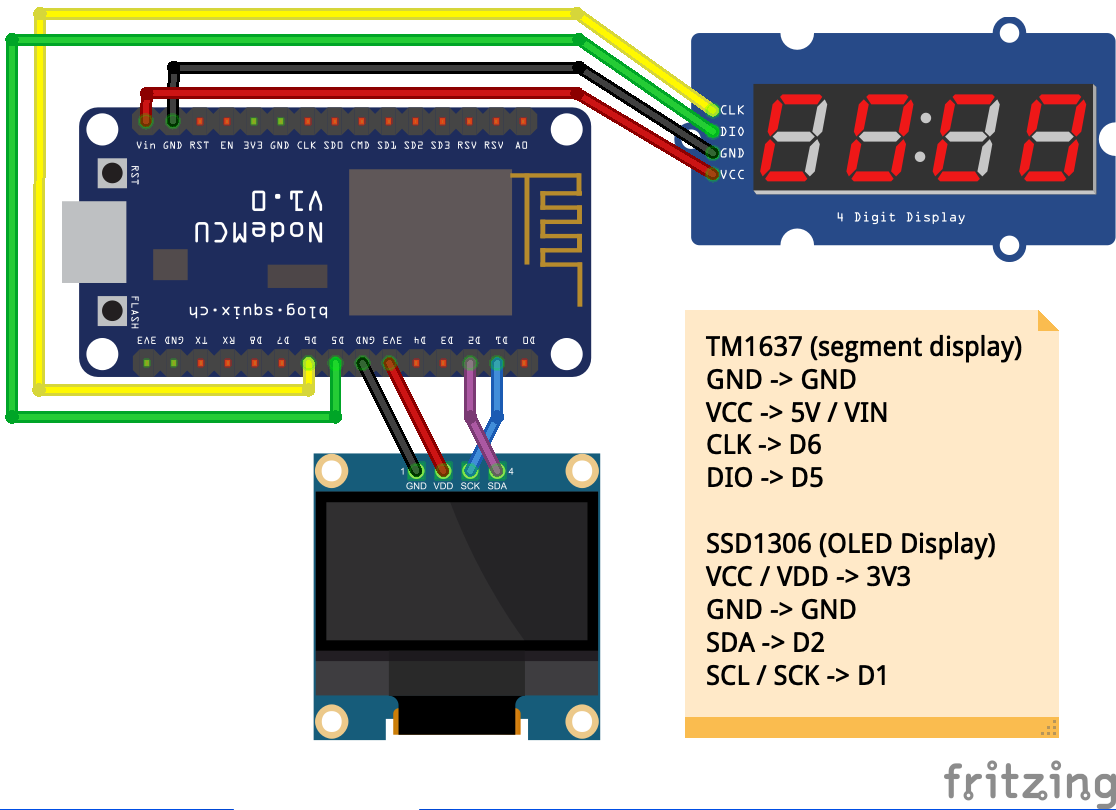 CLK
DIO
GND
VCC
4 Digit Display
Vin GND RST EN 3V3 GND CLK SD0 CMD SD1 SD2 SD3 RSV RSV A0
RST
V1.0
NodeMCU
FLASH
blog.squix.ch
3V3 GND TX RX D8 D7 D6 D5 GND 3V3 D4 D3 D2 D1 D0
1 4
GND VDD SCK SDA
TM1637 (segment display)
GND -> GND
VCC -> 5V / VIN
CLK -> D6
DIO -> D5
SSD1306 (OLED Display)
VCC / VDD -> 3V3
GND -> GND
SDA -> D2
SCL / SCK -> D1
fritzing